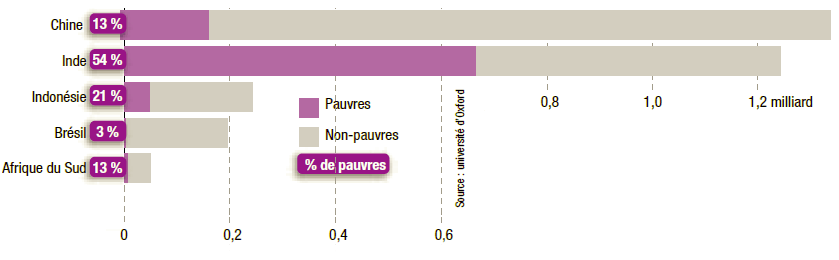 Chine 13 %
Inde 54 %
Indonésie 21 %
Brésil 3 %
Afrique du Sud 13 %
Pauvres
Non-pauvres
% de pauvres
Source : université d'Oxford
0,8 1,0 1,2 milliard
0 0,2 0,4 0,6